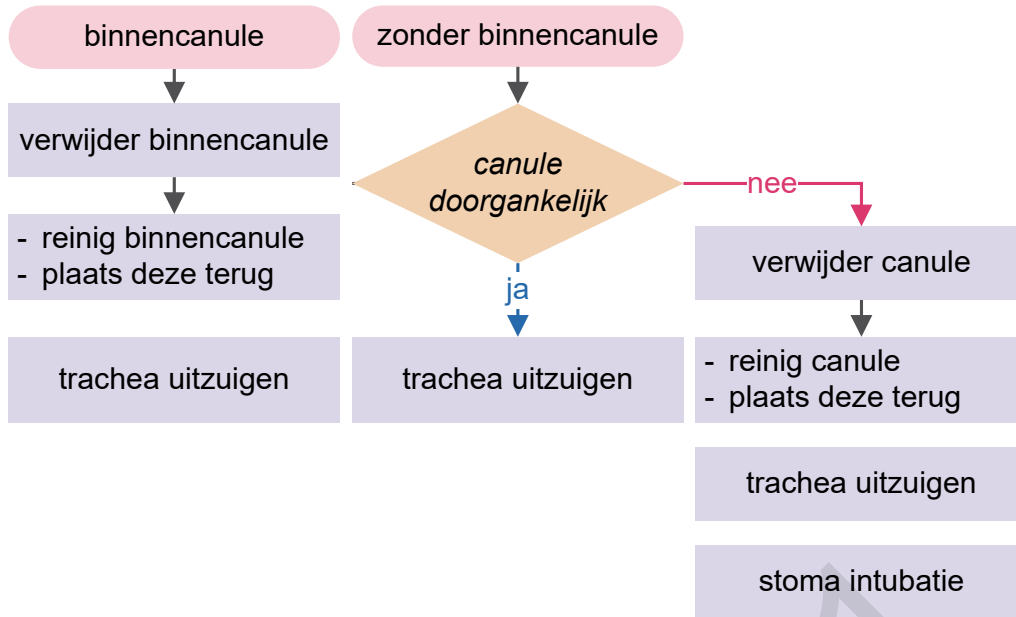 binnencanule
verwijder binnencanule
- reinig binnencanule
- plaats deze terug
trachea uitzuigen
zonder binnencanule
canule
doorgankelijk
ja
trachea uitzuigen
nee
verwijder canule
- reinig canule
- plaats deze terug
trachea uitzuigen
stoma intubatie